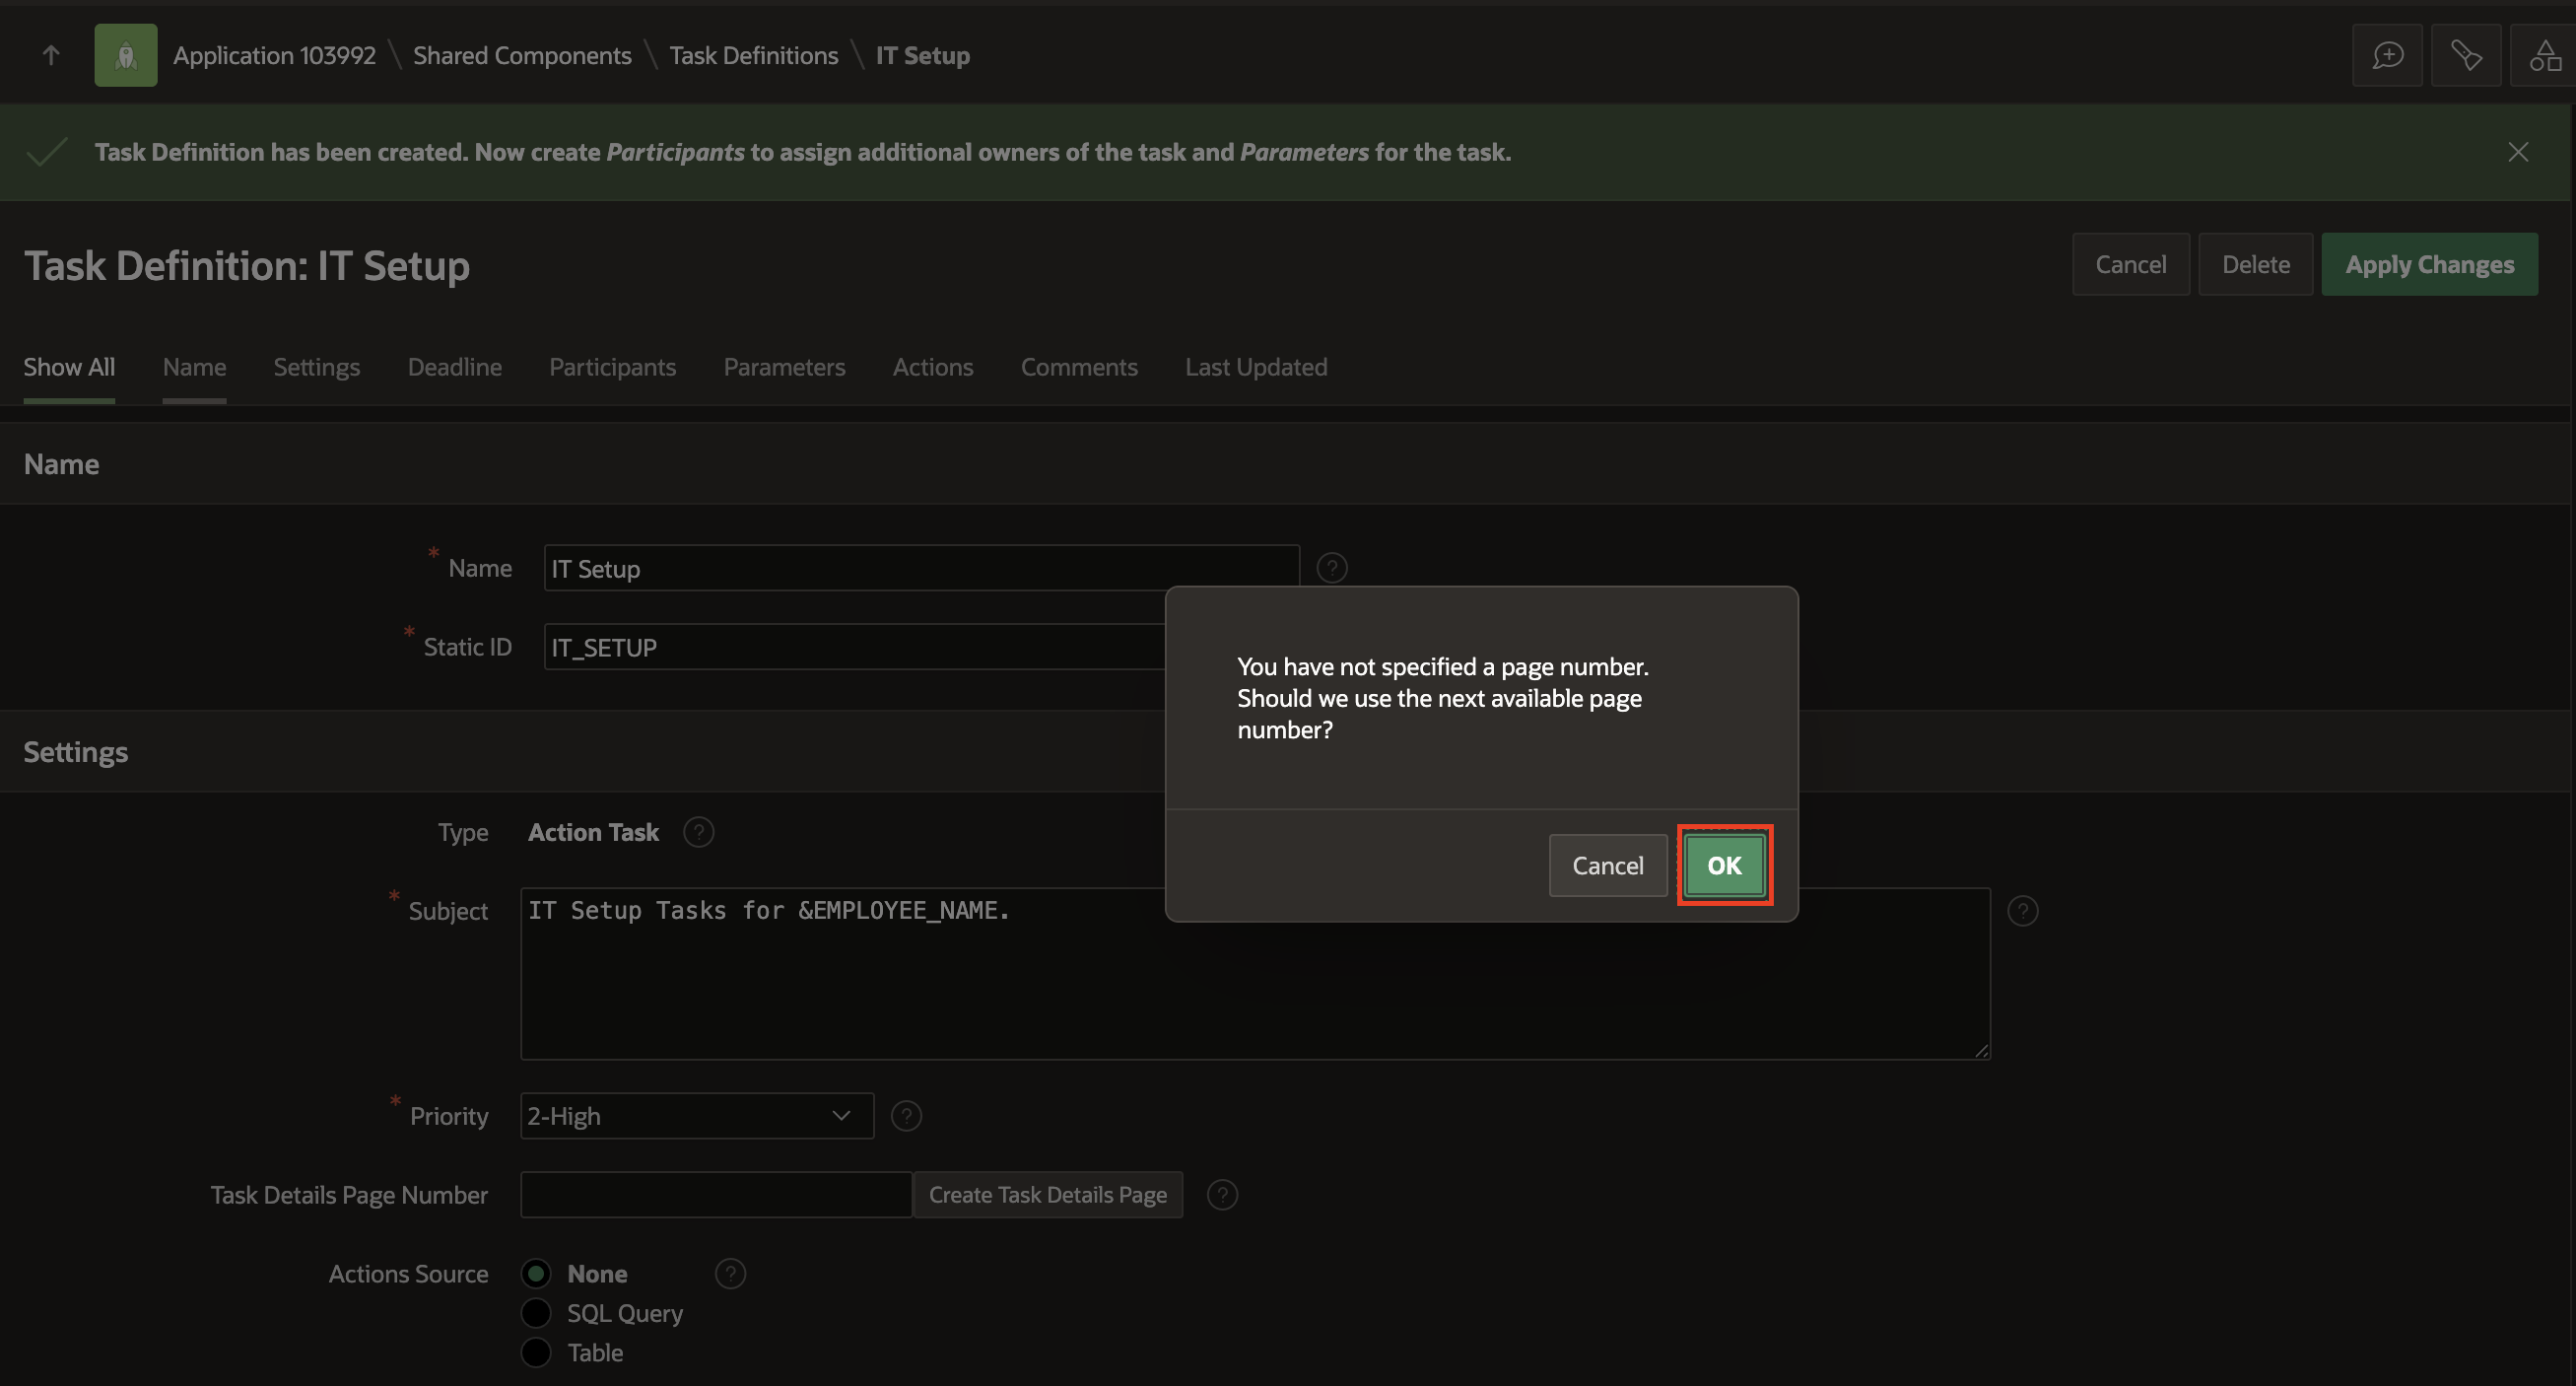 Application 103992 \ Shared Components \ Task Definitions \ IT Setup
Task Definition has been created. Now create Participants to assign additional owners of the task and Parameters for the task.
Task Definition: IT Setup
Cancel
Delete
Apply Changes
Show All
Name
Settings
Deadline
Participants
Parameters
Actions
Comments
Last Updated
Name
* Name
IT Setup
?
* Static ID
IT_SETUP
You have not specified a page number.
Should we use the next available page
number?
Cancel
OK
Settings
Type
Action Task
?
* Subject
IT Setup Tasks for &EMPLOYEE_NAME.
?
* Priority
2-High
?
Task Details Page Number
Create Task Details Page
?
Actions Source
None
?
SQL Query
Table